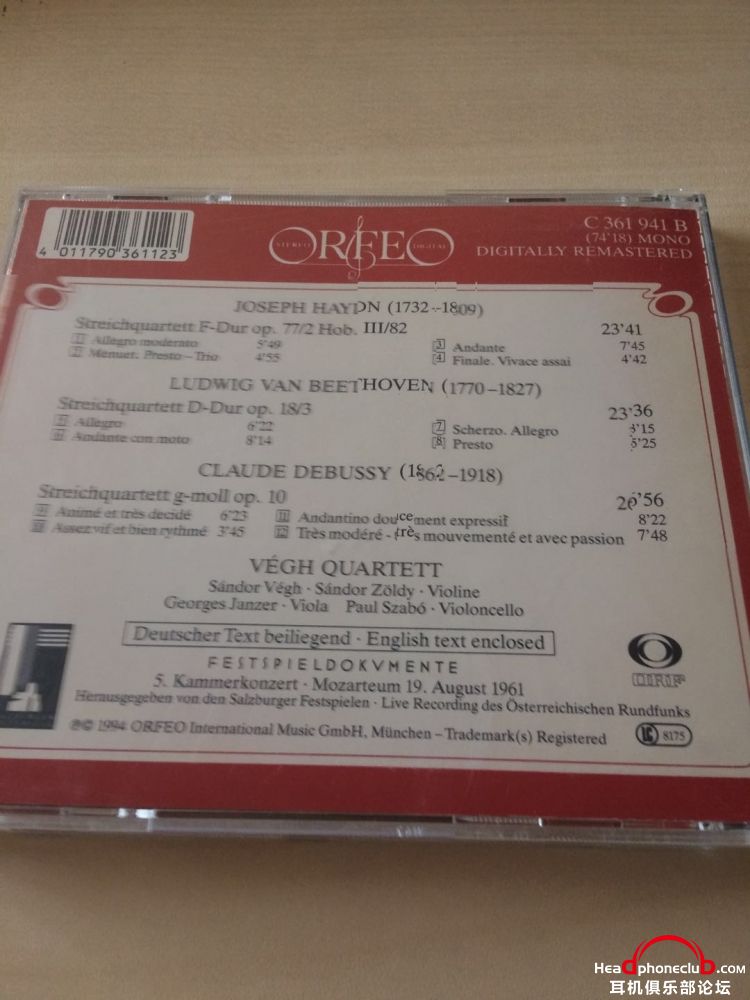 4 011790 361123
STEREO ORFEO DIGITAL
C 361 941 B
(74'18) MONO
DIGITALLY REMASTERED
JOSEPH HAYDN (1732–1809)
Streichquartett F-Dur op. 77/2 Hob. III/82 23'41
1 Allegro moderato 5'49
2 Menuet. Presto – Trio 4'55
3 Andante 7'45
4 Finale. Vivace assai 4'42
LUDWIG VAN BEETHOVEN (1770–1827)
Streichquartett D-Dur op. 18/3 23'36
5 Allegro 6'22
6 Andante con moto 8'14
7 Scherzo. Allegro 3'15
8 Presto 5'25
CLAUDE DEBUSSY (1862–1918)
Streichquartett g-moll op. 10 26'56
9 Animé et très décidé 6'23
10 Assez vif et bien rythmé 3'45
11 Andantino doucement expressif 8'22
12 Très modéré - très mouvementé et avec passion 7'48
VÉGH QUARTETT
Sándor Végh · Sándor Zöldy · Violine
Georges Janzer · Viola Paul Szabó · Violoncello
Deutscher Text beiliegend · English text enclosed
FESTSPIELDOKVMENTE
5. Kammerkonzert · Mozarteum 19. August 1961
Herausgegeben von den Salzburger Festspielen · Live Recording des Österreichischen Rundfunks
℗© 1994 ORFEO International Music GmbH, München – Trademark(s) Registered
LC 8175
ORF
HeadphoneclUb.com
耳机俱乐部论坛